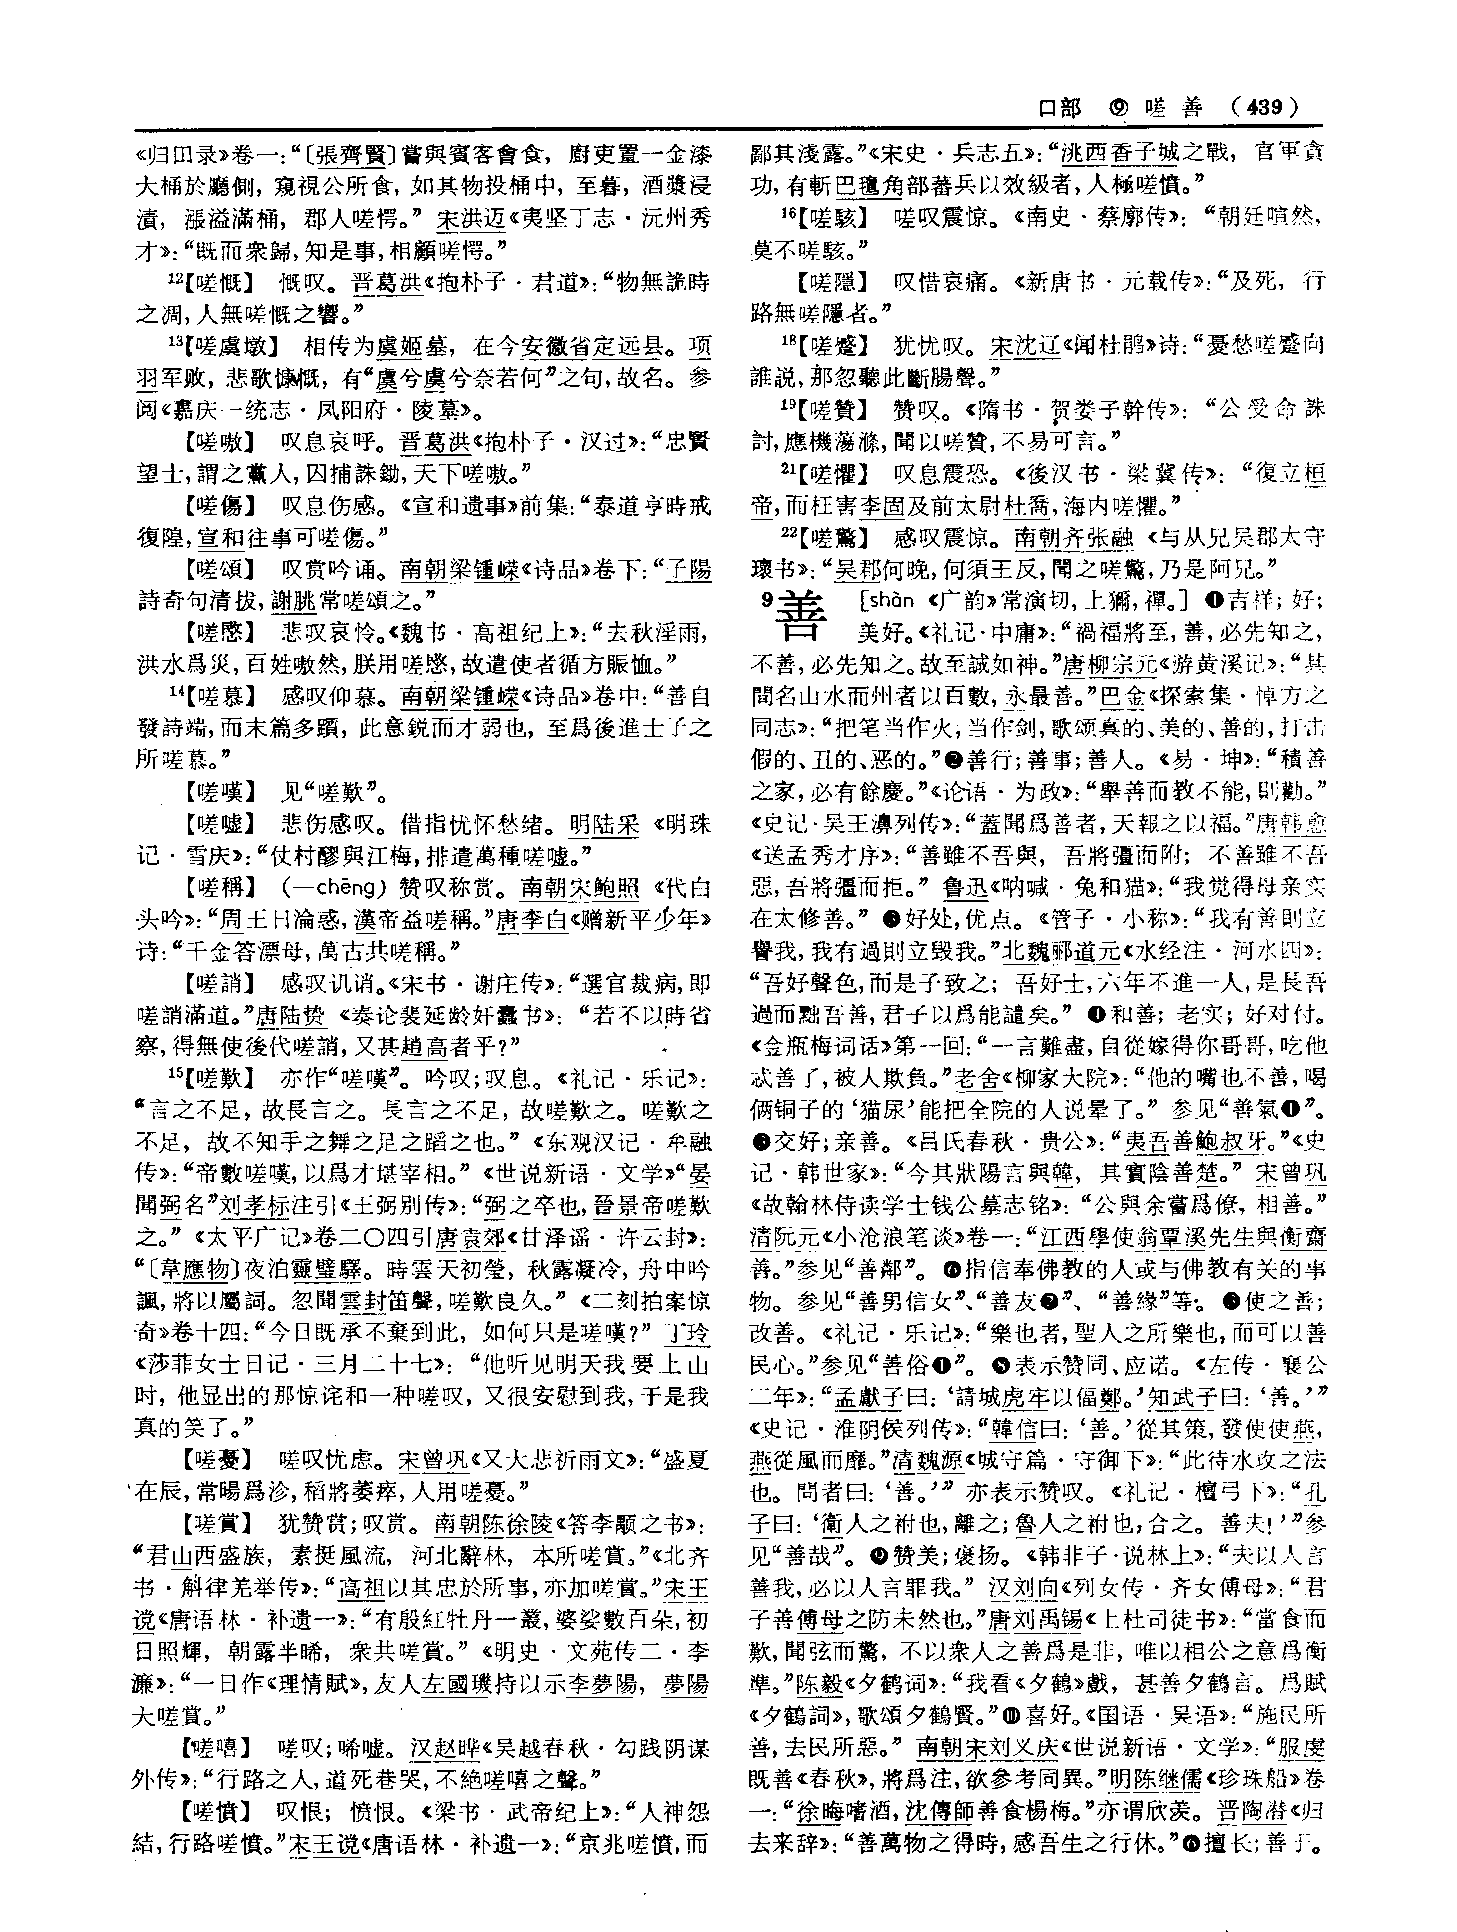 口部 ⑨ 嗟善 (439)
《归田录》卷一：“〔張齊賢〕嘗與賓客會食，廚吏置一金漆
大桶於廳側，窺視公所食，如其物投桶中，至暮，酒漿浸
漬，漲溢滿桶，郡人嗟愕。” 宋洪迈《夷坚丁志·沅州秀
才》：“既而衆歸，知是事，相顧嗟愕。”
¹²【嗟慨】 慨叹。晋葛洪《抱朴子·君道》：“物無詭時
之凋，人無嗟慨之響。”
¹³【嗟虞墩】 相传为虞姬墓，在今安徽省定远县。项
羽军败，悲歌慷慨，有“虞兮虞兮奈若何”之句，故名。参
阅《嘉庆一统志·凤阳府·陵墓》。
【嗟嗷】 叹息哀呼。晋葛洪《抱朴子·汉过》：“忠賢
望士，謂之黨人，囚捕誅鋤，天下嗟嗷。”
【嗟傷】 叹息伤感。《宣和遗事》前集：“泰道亨時戒
復隍，宣和往事可嗟傷。”
【嗟頌】 叹赏吟诵。南朝梁锺嵘《诗品》卷下：“子陽
詩奇句清拔，謝朓常嗟頌之。”
【嗟愍】 悲叹哀怜。《魏书·高祖纪上》：“去秋淫雨，
洪水爲災，百姓嗷然，朕用嗟愍，故遣使者循方賑恤。”
¹⁴【嗟慕】 感叹仰慕。南朝梁锺嵘《诗品》卷中：“善自
發詩端，而末篇多躓，此意鋭而才弱也，至爲後進士子之
所嗟慕。”
【嗟嘆】 见“嗟歎”。
【嗟嘘】 悲伤感叹。借指忧怀愁绪。明陆采《明珠
记·雪庆》：“仗村醪與江梅，排遣萬種嗟嘘。”
【嗟稱】 (—chēng) 赞叹称赏。南朝宋鲍照《代白
头吟》：“周王日淪惑，漢帝益嗟稱。”唐李白《赠新平少年》
诗：“千金答漂母，萬古共嗟稱。”
【嗟誚】 感叹讥诮。《宋书·谢庄传》：“選官裁病，即
嗟誚滿道。”唐陆贽《奏论裴延龄奸蠹书》：“若不以時省
察，得無使後代嗟誚，又甚趙高者乎？”
¹⁵【嗟歎】 亦作“嗟嘆”。吟叹；叹息。《礼记·乐记》：
“言之不足，故長言之。長言之不足，故嗟歎之。嗟歎之
不足，故不知手之舞之足之蹈之也。”《东观汉记·牟融
传》：“帝數嗟嘆，以爲才堪宰相。”《世说新语·文学》“晏
聞弼名”刘孝标注引《王弼别传》：“弼之卒也，晉景帝嗟歎
之。”《太平广记》卷二〇四引唐袁郊《甘泽谣·许云封》：
“〔韋應物〕夜泊靈璧驛。時雲天初瑩，秋露凝冷，舟中吟
諷，將以屬詞。忽聞雲封笛聲，嗟歎良久。”《二刻拍案惊
奇》卷十四：“今日既承不棄到此，如何只是嗟嘆？”丁玲
《莎菲女士日记·三月二十七》：“他听见明天我要上山
时，他显出的那惊诧和一种嗟叹，又很安慰到我，于是我
真的笑了。”
【嗟憂】 嗟叹忧虑。宋曾巩《又大悲祈雨文》：“盛夏
在辰，常暘爲沴，稻將萎瘁，人用嗟憂。”
【嗟賞】 犹赞赏；叹赏。南朝陈徐陵《答李颙之书》：
“君山西盛族，素挺風流，河北辭林，本所嗟賞。”《北齐
书·斛律羌举传》：“高祖以其忠於所事，亦加嗟賞。”宋王
谠《唐语林·补遗一》：“有殷紅牡丹一叢，婆娑數百朵，初
日照輝，朝露半晞，衆共嗟賞。”《明史·文苑传二·李
濂》：“一日作《理情賦》，友人左國璣持以示李夢陽，夢陽
大嗟賞。”
【嗟嘻】 嗟叹；唏嘘。汉赵晔《吴越春秋·勾践阴谋
外传》：“行路之人，道死巷哭，不絶嗟嘻之聲。”
【嗟憤】 叹恨；愤恨。《梁书·武帝纪上》：“人神怨
結，行路嗟憤。”宋王谠《唐语林·补遗一》：“京兆嗟憤，而
鄙其淺露。”《宋史·兵志五》：“洮西香子城之戰，官軍貪
功，有斬巴氊角部蕃兵以效級者，人極嗟憤。”
¹⁶【嗟駭】 嗟叹震惊。《南史·蔡廓传》：“朝廷喧然，
莫不嗟駭。”
【嗟隱】 叹惜哀痛。《新唐书·元载传》：“及死，行
路無嗟隱者。”
¹⁸【嗟蹙】 犹忧叹。宋沈辽《闻杜鹃》诗：“憂愁嗟蹙向
誰説，那忽聽此斷腸聲。”
¹⁹【嗟贊】 赞叹。《隋书·贺娄子幹传》：“公受命誅
討，應機蕩滌，聞以嗟贊，不易可言。”
²¹【嗟懼】 叹息震恐。《後汉书·梁冀传》：“復立桓
帝，而枉害李固及前太尉杜喬，海内嗟懼。”
²²【嗟驚】 感叹震惊。南朝齐张融《与从兄吴郡太守
瓌书》：“吴郡何晚，何須王反，聞之嗟驚，乃是阿兄。”
⁹善 [shàn 《广韵》常演切，上獮，禪。] ❶吉祥；好；
美好。《礼记·中庸》：“禍福將至，善，必先知之，
不善，必先知之。故至誠如神。”唐柳宗元《游黄溪记》：“其
間名山水而州者以百數，永最善。”巴金《探索集·悼方之
同志》：“把笔当作火，当作剑，歌颂真的、美的、善的，打击
假的、丑的、恶的。”❷善行；善事；善人。《易·坤》：“積善
之家，必有餘慶。”《论语·为政》：“舉善而教不能，則勸。”
《史记·吴王濞列传》：“蓋聞爲善者，天報之以福。”唐韩愈
《送孟秀才序》：“善雖不吾與，吾將彊而附；不善雖不吾
惡，吾將彊而拒。” 鲁迅《呐喊·兔和猫》：“我觉得母亲实
在太修善。” ❸好处，优点。《管子·小称》：“我有善則立
譽我，我有過則立毁我。”北魏郦道元《水经注·河水四》：
“吾好聲色，而是子致之；吾好士，六年不進一人，是長吾
過而黜吾善，君子以爲能譴矣。” ❹和善；老实；好对付。
《金瓶梅词话》第一回：“一言難盡，自從嫁得你哥哥，吃他
忒善了，被人欺負。”老舍《柳家大院》：“他的嘴也不善，喝
俩铜子的‘猫尿’能把全院的人说晕了。” 参见“善氣❶”。
❺交好；亲善。《吕氏春秋·贵公》：“夷吾善鮑叔牙。”《史
记·韩世家》：“今其狀陽言與韓，其實陰善楚。” 宋曾巩
《故翰林侍读学士钱公墓志铭》：“公與余嘗爲僚，相善。”
清阮元《小沧浪笔谈》卷一：“江西學使翁覃溪先生與衡齋
善。”参见“善鄰”。❻指信奉佛教的人或与佛教有关的事
物。参见“善男信女”、“善友❷”、“善緣”等。❼使之善；
改善。《礼记·乐记》：“樂也者，聖人之所樂也，而可以善
民心。”参见“善俗❶”。❽表示赞同、应诺。《左传·襄公
二年》：“孟獻子曰：‘請城虎牢以偪鄭。’知武子曰：‘善。’”
《史记·淮阴侯列传》：“韓信曰：‘善。’從其策，發使使燕，
燕從風而靡。”清魏源《城守篇·守御下》：“此待水攻之法
也。問者曰：‘善。’” 亦表示赞叹。《礼记·檀弓下》：“孔
子曰：‘衛人之祔也，離之；魯人之祔也，合之。善夫！’”参
见“善哉”。❾赞美；褒扬。《韩非子·说林上》：“夫以人言
善我，必以人言罪我。” 汉刘向《列女传·齐女傅母》：“君
子善傅母之防未然也。”唐刘禹锡《上杜司徒书》：“當食而
歎，聞弦而驚，不以衆人之善爲是非，唯以相公之意爲衡
準。”陈毅《夕鹤词》：“我看《夕鶴》戲，甚善夕鶴言。爲賦
《夕鶴詞》，歌頌夕鶴賢。”❿喜好。《国语·吴语》：“施民所
善，去民所惡。” 南朝宋刘义庆《世说新语·文学》：“服虔
既善《春秋》，將爲注，欲參考同異。”明陈继儒《珍珠船》卷
一：“徐晦嗜酒，沈傳師善食楊梅。”亦谓欣羡。晋陶潜《归
去来辞》：“善萬物之得時，感吾生之行休。”⓫擅长；善于。